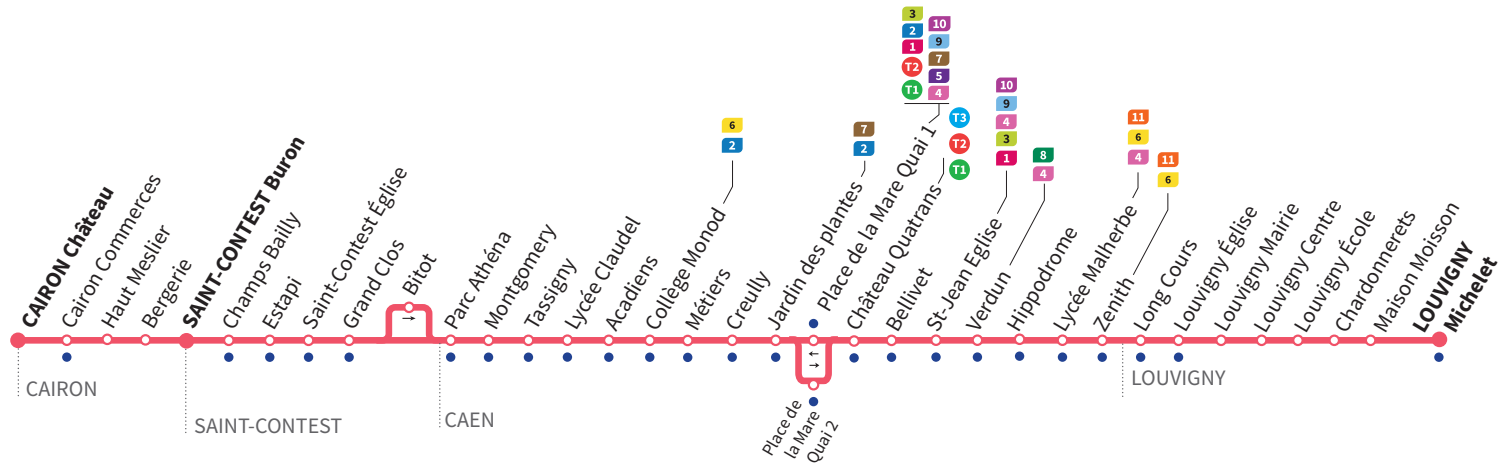 3
2
1
T2
T1
10
9
7
5
4
T3
T2
T1
10
9
4
3
1
8
4
11
6
4
11
6
6
2
7
2
CAIRON Château
Cairon Commerces
Haut Meslier
Bergerie
SAINT-CONTEST Buron
Champs Bailly
Estapi
Saint-Contest Église
Grand Clos
Bitot
→
Parc Athéna
Montgomery
Tassigny
Lycée Claudel
Acadiens
Collège Monod
Métiers
Creully
Jardin des plantes
Place de la Mare Quai 1
←
→
Place de
la Mare
Quai 2
Château Quatrans
Bellivet
St-Jean Eglise
Verdun
Hippodrome
Lycée Malherbe
Zenith
Long Cours
Louvigny Église
Louvigny Mairie
Louvigny Centre
Louvigny École
Chardonnerets
Maison Moisson
LOUVIGNY
Michelet
CAIRON
SAINT-CONTEST
CAEN
LOUVIGNY